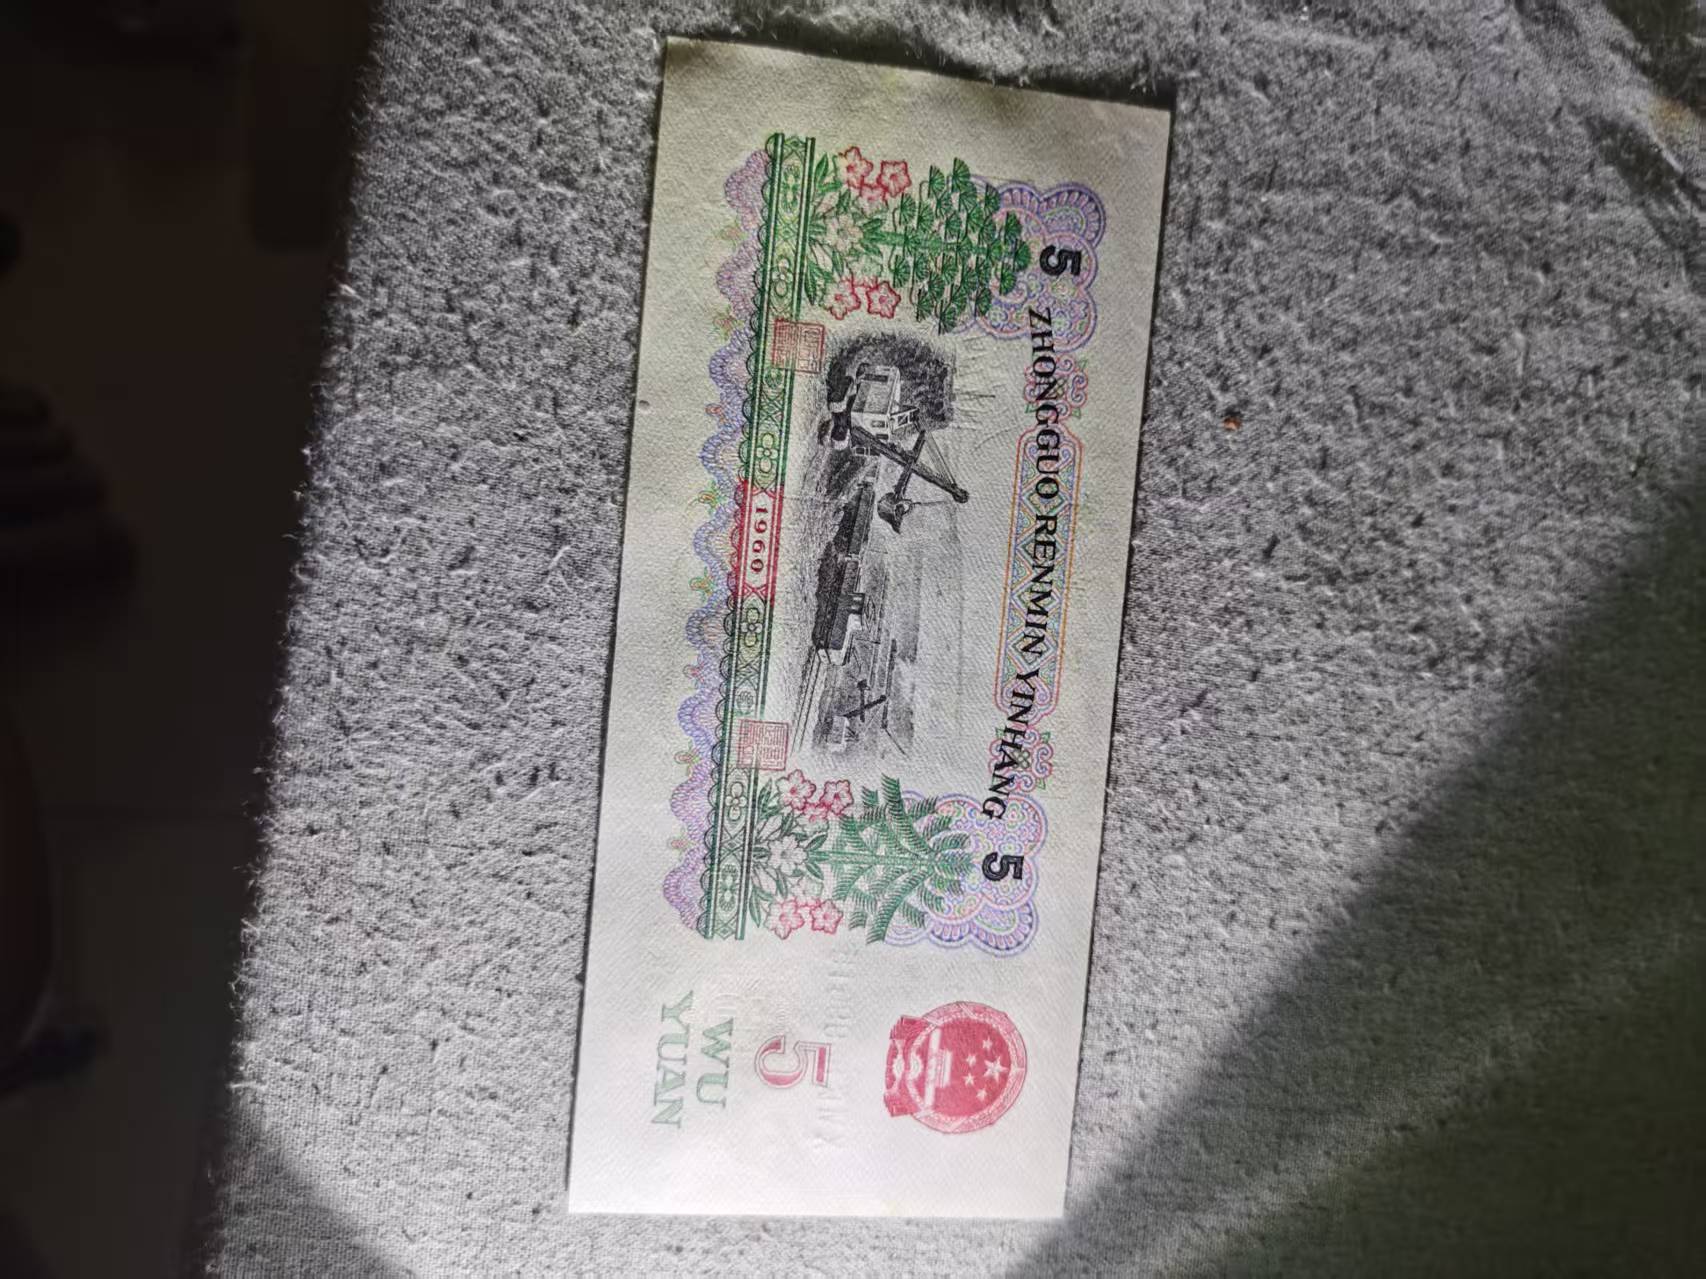 5 ZHONGGUO RENMIN YINHANG 5
1960
5
WU
YUAN